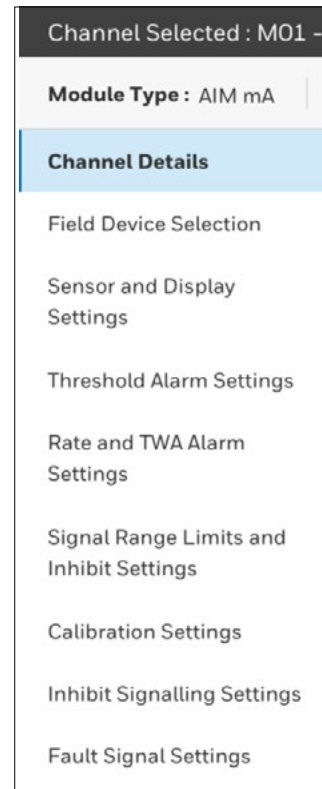 Channel Selected : M01 -
Module Type : AIM mA
Channel Details
Field Device Selection
Sensor and Display
Settings
Threshold Alarm Settings
Rate and TWA Alarm
Settings
Signal Range Limits and
Inhibit Settings
Calibration Settings
Inhibit Signalling Settings
Fault Signal Settings